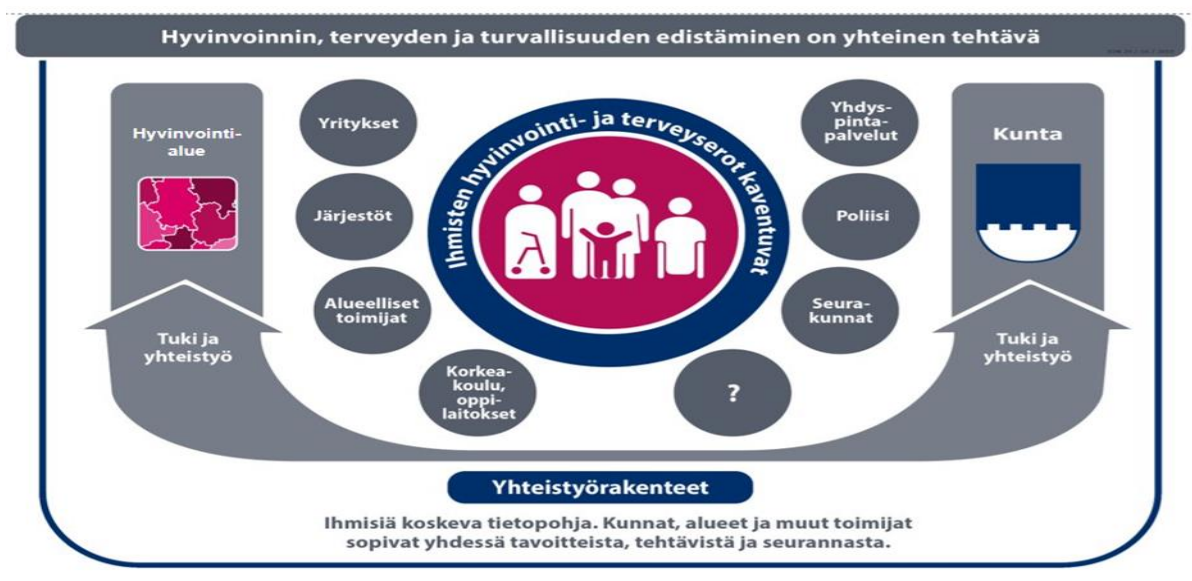 Hyvinvoinnin, terveyden ja turvallisuuden edistäminen on yhteinen tehtävä
Hyvinvointi-
alue
Tuki ja
yhteistyö
Yritykset
Järjestöt
Alueelliset
toimijat
Korkea-
koulu,
oppi-
laitokset
Ihmisten hyvinvointi- ja terveyserot kaventuvat
Yhdys-
pinta-
palvelut
Poliisi
Seura-
kunnat
?
Kunta
Tuki ja
yhteistyö
Yhteistyörakenteet
Ihmisiä koskeva tietopohja. Kunnat, alueet ja muut toimijat
sopivat yhdessä tavoitteista, tehtävistä ja seurannasta.